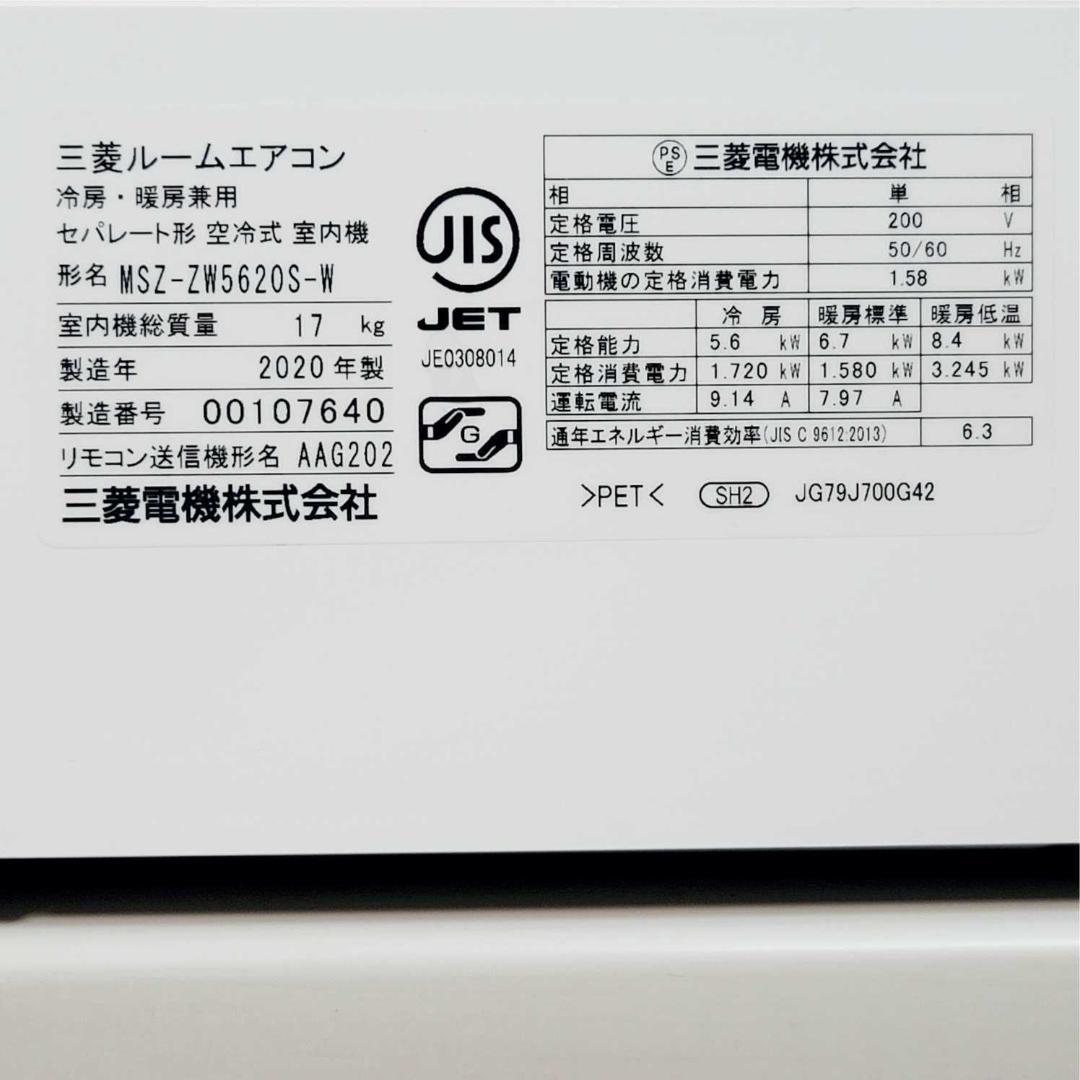 三菱ルームエアコン
冷房・暖房兼用
セパレート形 空冷式 室内機
形名 MSZ-ZW5620S-W
室内機総質量 17 kg
製造年 2020年製
製造番号 00107640
リモコン送信機形名 AAG202
三菱電機株式会社
JIS
JET
JE0308014
G
PSE 三菱電機株式会社
相 単相
定格電圧 200 V
定格周波数 50/60 Hz
電動機の定格消費電力 1.58 kW
冷房 暖房標準 暖房低温
定格能力 5.6 kW 6.7 kW 8.4 kW
定格消費電力 1.720 kW 1.580 kW 3.245 kW
運転電流 9.14 A 7.97 A
通年エネルギー消費効率(JIS C 9612:2013) 6.3
>PET< SH2 JG79J700G42